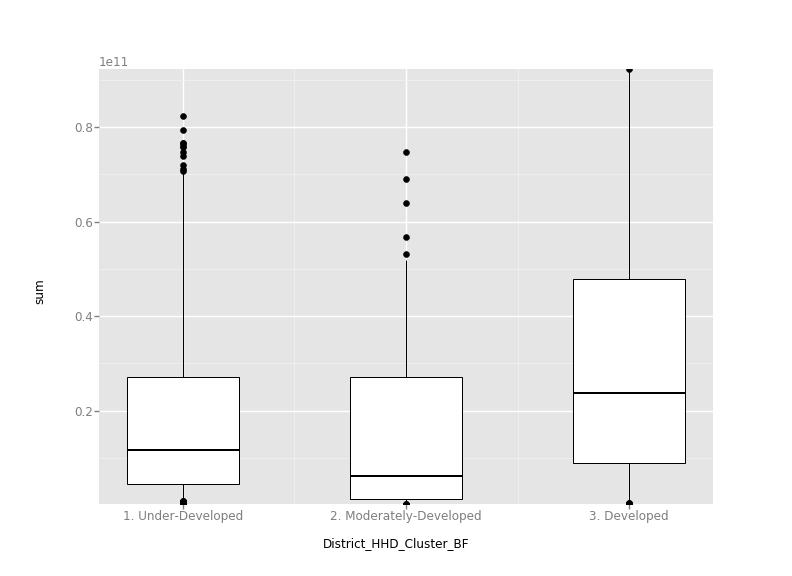 1e11
0.8
0.6
0.4
0.2
sum
1. Under-Developed 2. Moderately-Developed 3. Developed
District_HHD_Cluster_BF